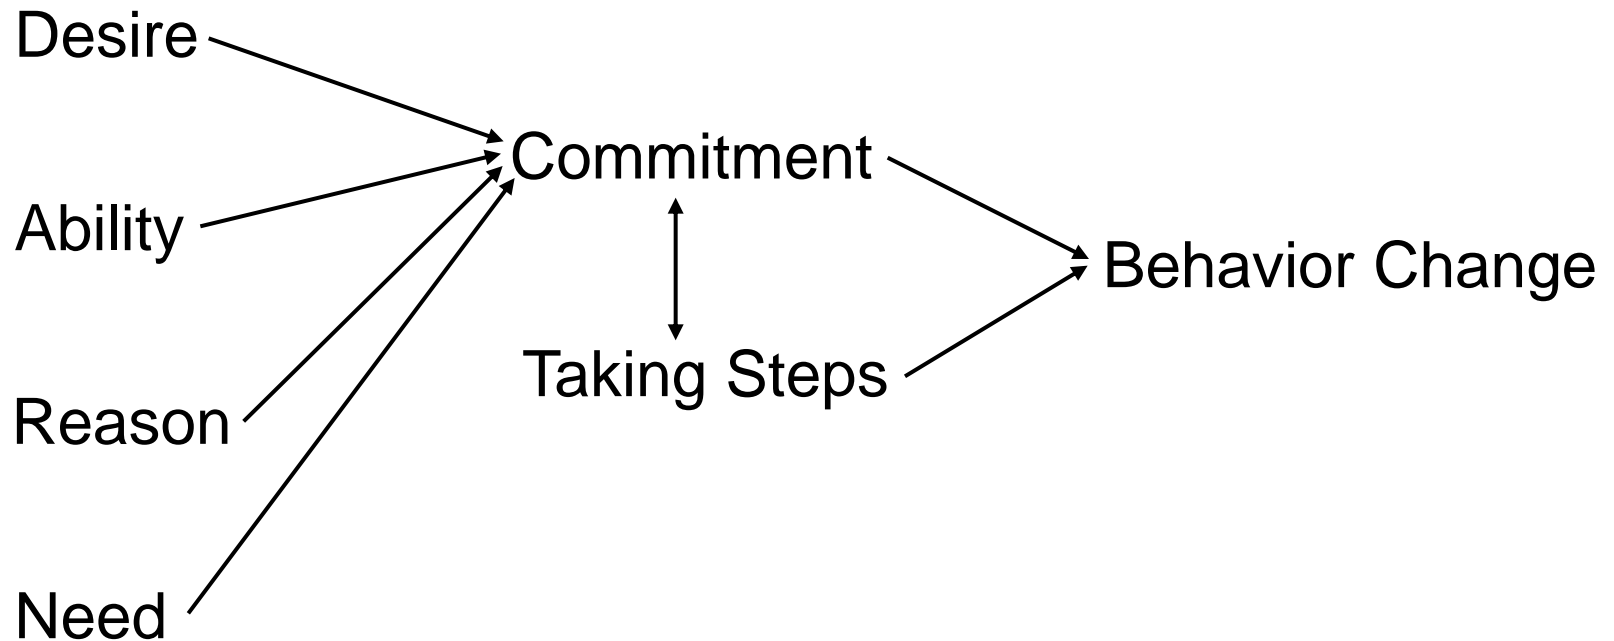 Desire
Commitment
Ability
Behavior Change
Taking Steps
Reason
Need